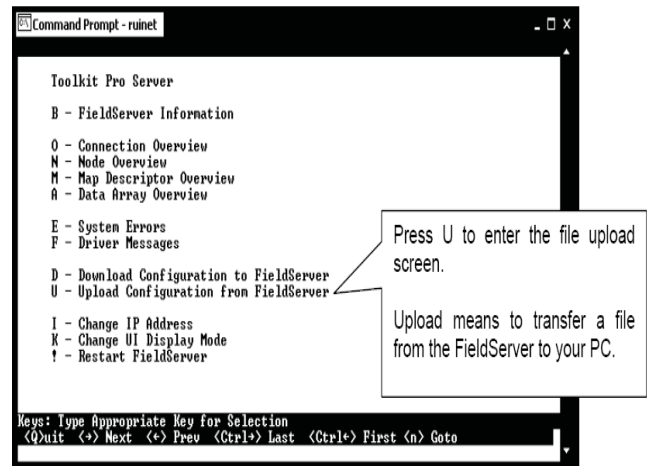 Command Prompt - ruinet
Toolkit Pro Server
B - FieldServer Information
O - Connection Overview
N - Node Overview
M - Map Descriptor Overview
A - Data Array Overview
E - System Errors
F - Driver Messages
D - Download Configuration to FieldServer
U - Upload Configuration from FieldServer
I - Change IP Address
K - Change UI Display Mode
! - Restart FieldServer
Press U to enter the file upload
screen.
Upload means to transfer a file
from the FieldServer to your PC.
Keys: Type Appropriate Key for Selection
<Q>uit <→> Next <←> Prev <Ctrl→> Last <Ctrl←> First <n> Goto